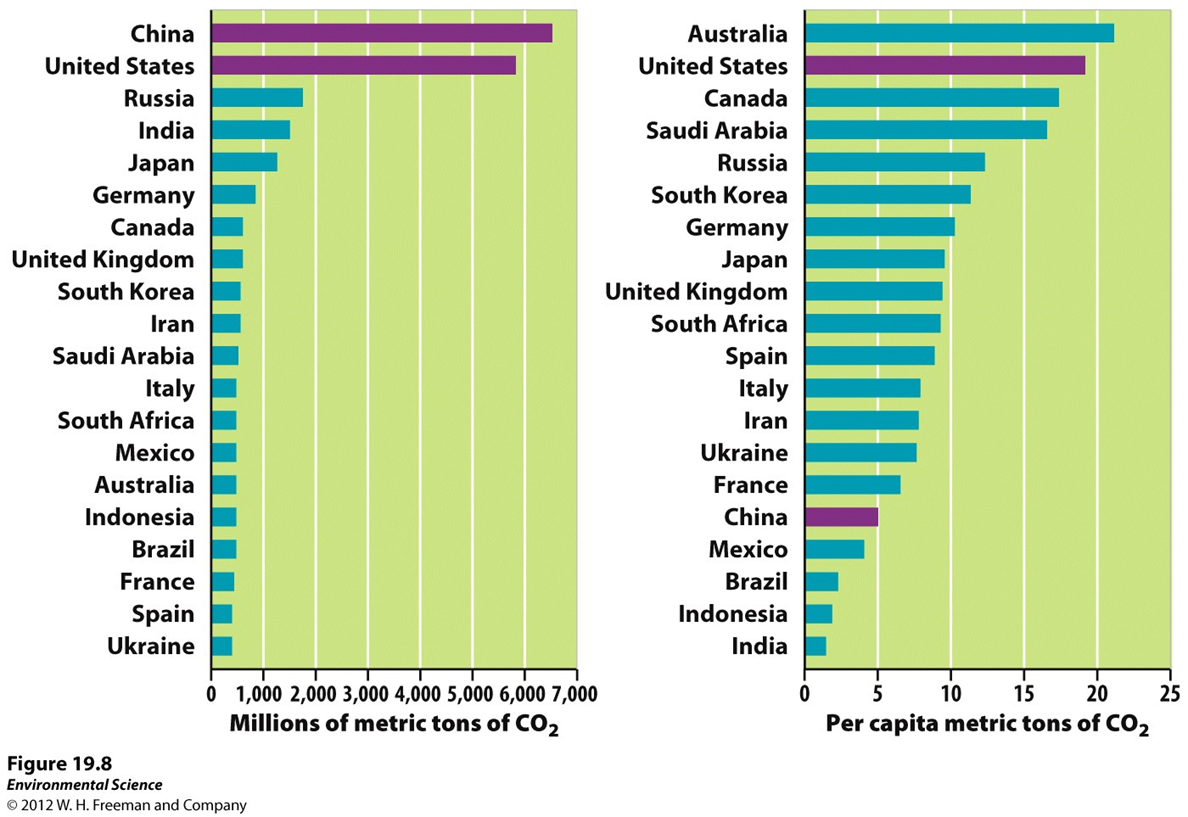 China
United States
Russia
India
Japan
Germany
Canada
United Kingdom
South Korea
Iran
Saudi Arabia
Italy
South Africa
Mexico
Australia
Indonesia
Brazil
France
Spain
Ukraine
0 1,000 2,000 3,000 4,000 5,000 6,000 7,000
Millions of metric tons of CO₂
Australia
United States
Canada
Saudi Arabia
Russia
South Korea
Germany
Japan
United Kingdom
South Africa
Spain
Italy
Iran
Ukraine
France
China
Mexico
Brazil
Indonesia
India
0 5 10 15 20 25
Per capita metric tons of CO₂
Figure 19.8
Environmental Science
© 2012 W. H. Freeman and Company